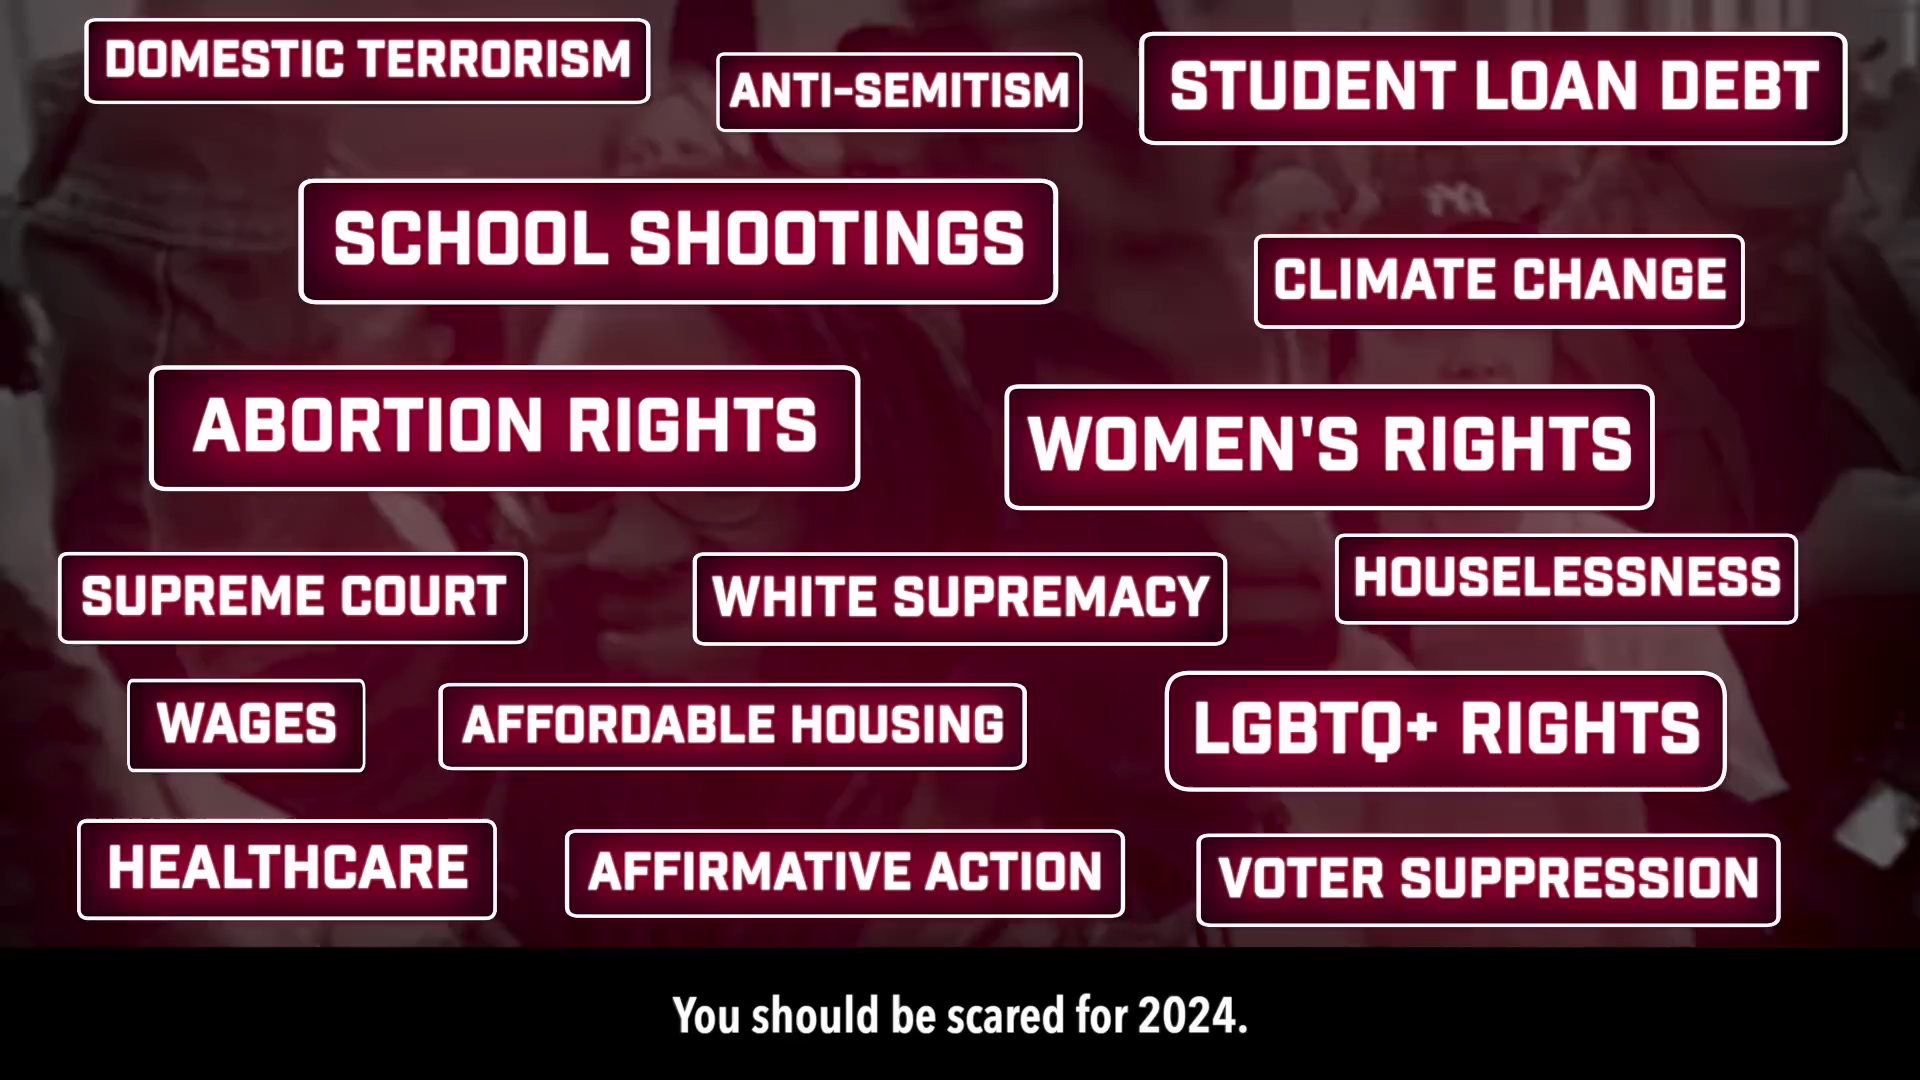 DOMESTIC TERRORISM
ANTI-SEMITISM
STUDENT LOAN DEBT
SCHOOL SHOOTINGS
CLIMATE CHANGE
ABORTION RIGHTS
WOMEN'S RIGHTS
SUPREME COURT
WHITE SUPREMACY
HOUSELESSNESS
WAGES
AFFORDABLE HOUSING
LGBTQ+ RIGHTS
HEALTHCARE
AFFIRMATIVE ACTION
VOTER SUPPRESSION
You should be scared for 2024.